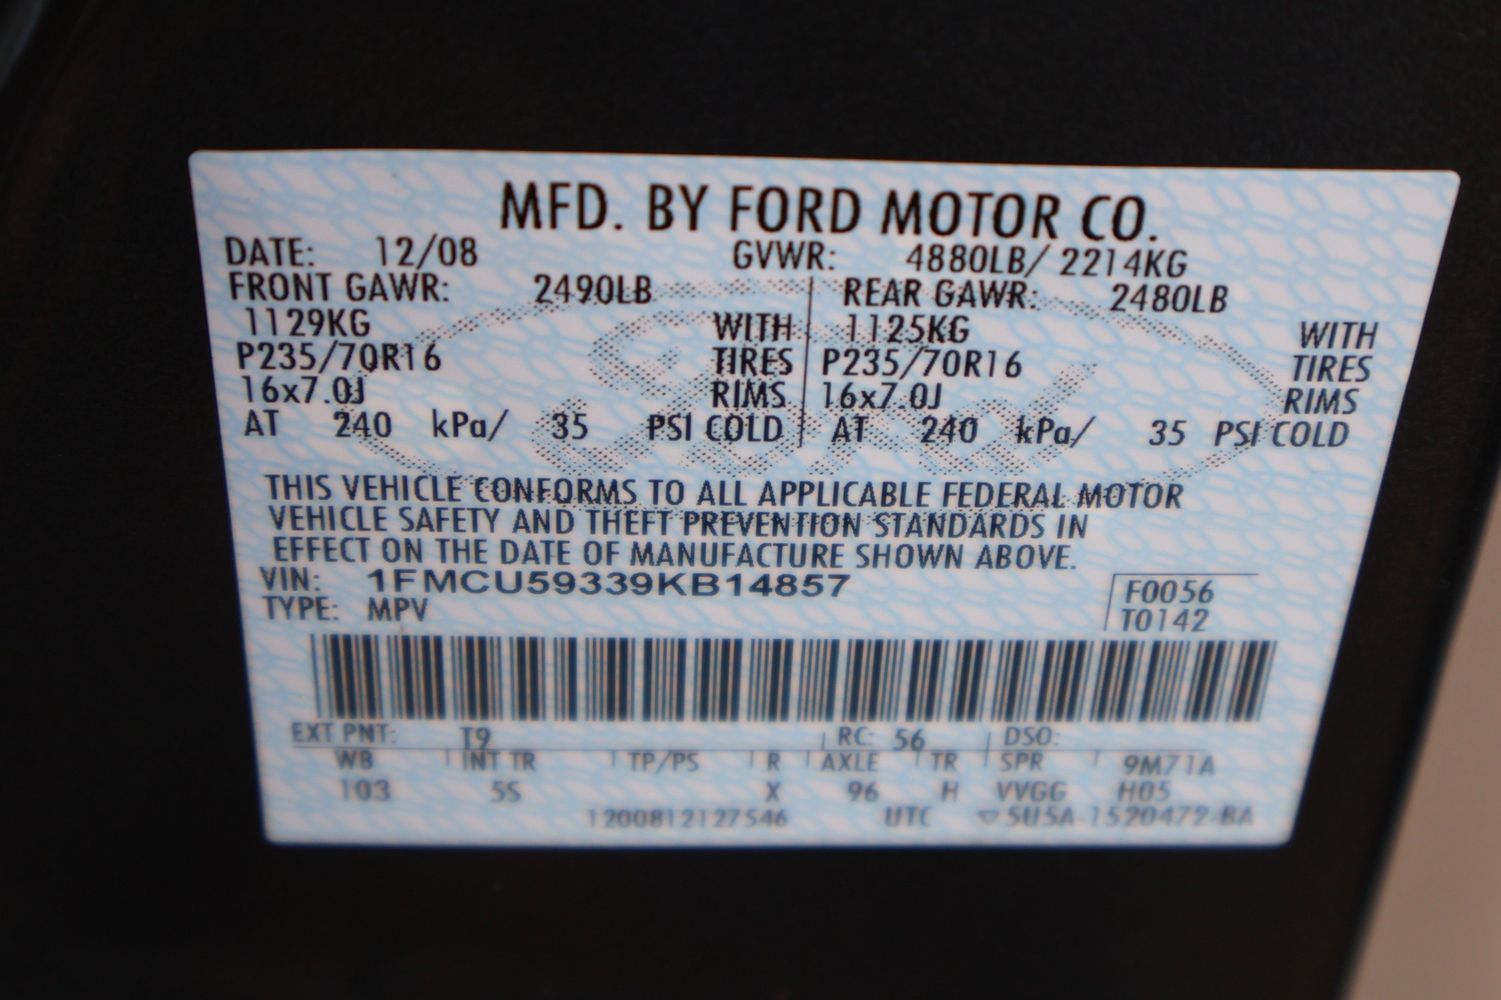 MFD. BY FORD MOTOR CO.
DATE: 12/08 GVWR: 4880LB/ 2214KG
FRONT GAWR: 2490LB REAR GAWR: 2480LB
1129KG WITH 1125KG WITH
P235/70R16 TIRES P235/70R16 TIRES
16x7.0J RIMS 16x7.0J RIMS
AT 240 kPa/ 35 PSI COLD AT 240 kPa/ 35 PSI COLD
THIS VEHICLE CONFORMS TO ALL APPLICABLE FEDERAL MOTOR
VEHICLE SAFETY AND THEFT PREVENTION STANDARDS IN
EFFECT ON THE DATE OF MANUFACTURE SHOWN ABOVE.
VIN: 1FMCU59339KB14857 F0056
TYPE: MPV T0142
EXT PNT: T9 RC: 56 DSO:
WB INT TR TP/PS R AXLE TR SPR 9M71A
103 5S X 96 H VVGG H05
1200812127546 UTC ▽5U5A-1520472-BA